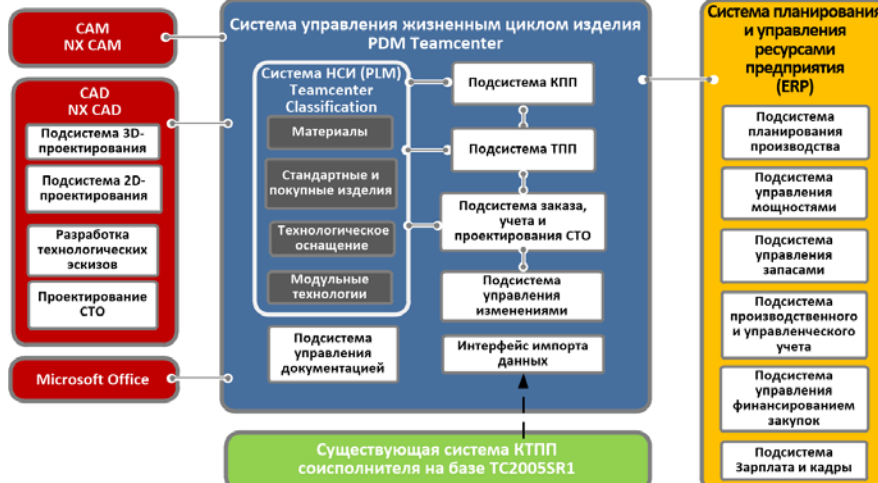 CAM
NX CAM
CAD
NX CAD
Подсистема 3D-
проектирования
Подсистема 2D-
проектирования
Разработка
технологических
эскизов
Проектирование
СТО
Microsoft Office
Система управления жизненным циклом изделия
PDM Teamcenter
Система НСИ (PLM)
Teamcenter
Classification
Материалы
Стандартные и
покупные изделия
Технологическое
оснащение
Модульные
технологии
Подсистема
управления
документацией
Подсистема КПП
Подсистема ТПП
Подсистема заказа,
учета и
проектирования СТО
Подсистема
управления
изменениями
Интерфейс импорта
данных
Существующая система КТПП
соисполнителя на базе TC2005SR1
Система планирования
и управления
ресурсами
предприятия
(ERP)
Подсистема
планирования
производства
Подсистема
управления
мощностями
Подсистема
управления
запасами
Подсистема
производственного
и управленческого
учета
Подсистема
управления
финансированием
закупок
Подсистема
Зарплата и кадры